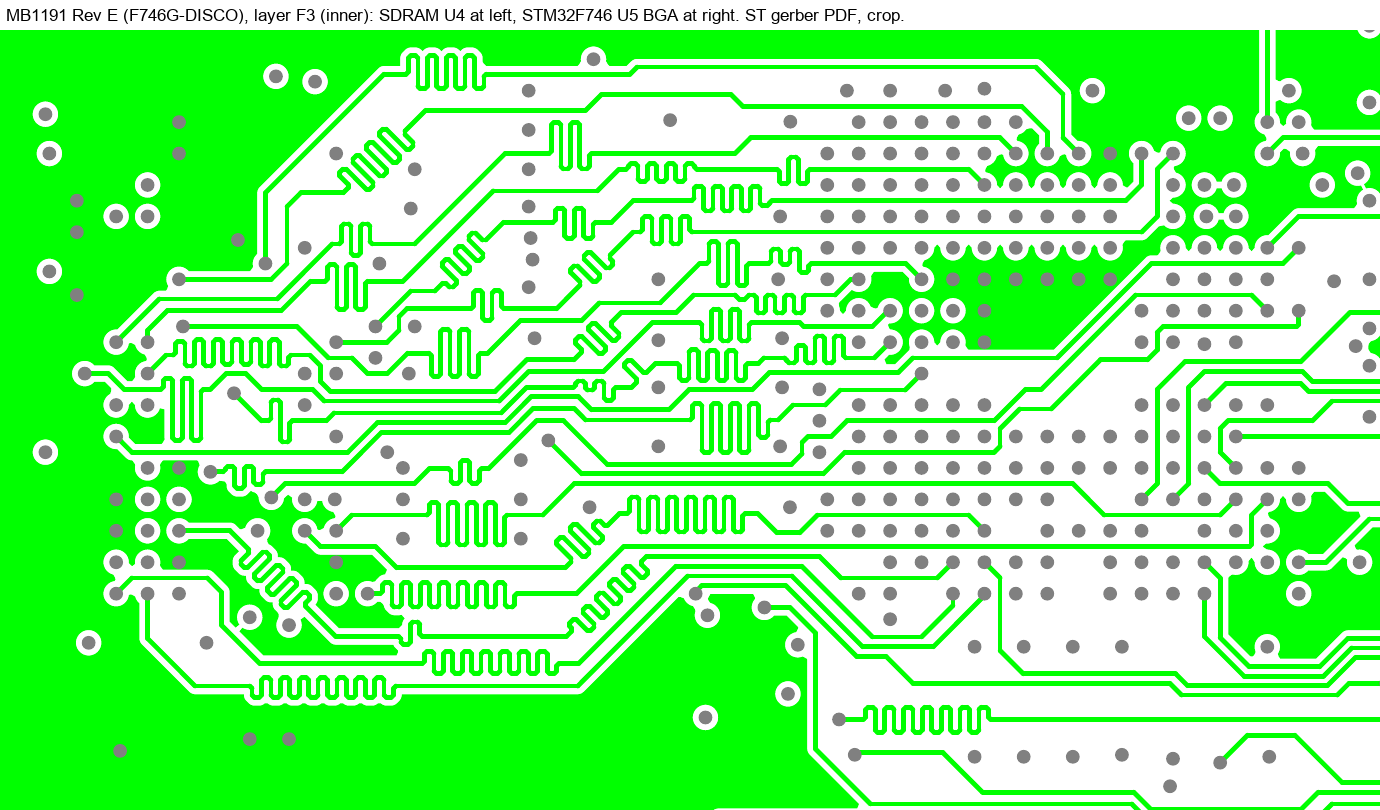 MB1191 Rev E (F746G-DISCO), layer F3 (inner): SDRAM U4 at left, STM32F746 U5 BGA at right. ST gerber PDF, crop.